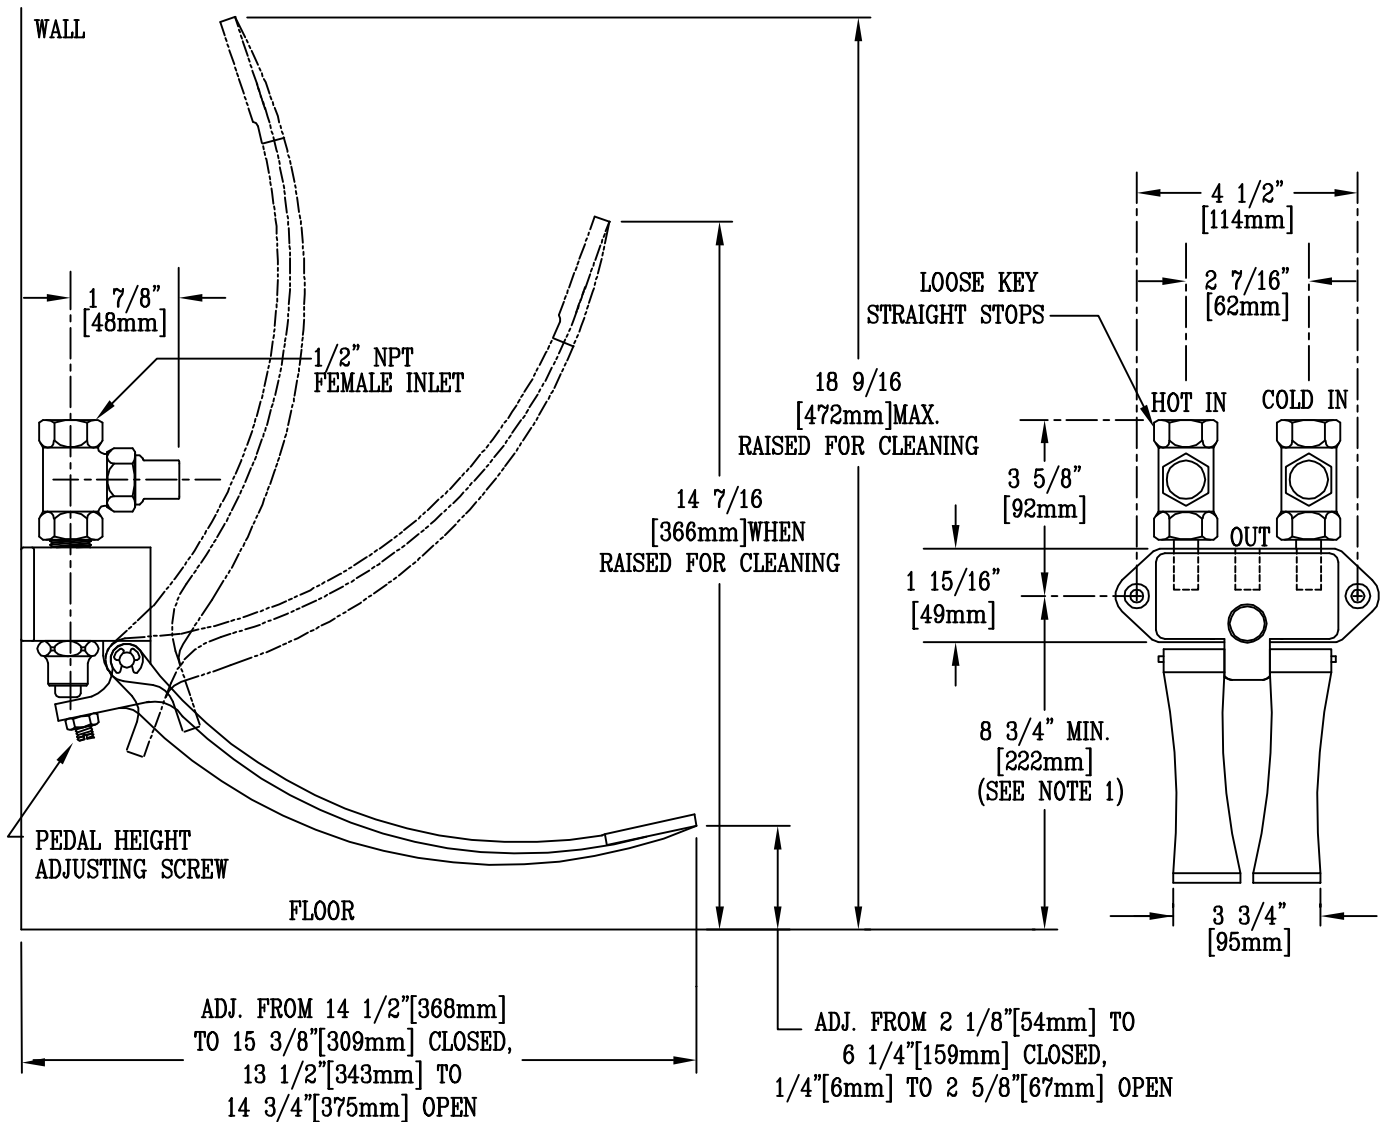 WALL
1 7/8"
[48mm]
1/2" NPT
FEMALE INLET
18 9/16
[472mm]MAX.
RAISED FOR CLEANING
14 7/16
[366mm]WHEN
RAISED FOR CLEANING
PEDAL HEIGHT
ADJUSTING SCREW
FLOOR
ADJ. FROM 14 1/2"[368mm]
TO 15 3/8"[309mm] CLOSED,
13 1/2"[343mm] TO
14 3/4"[375mm] OPEN
ADJ. FROM 2 1/8"[54mm] TO
6 1/4"[159mm] CLOSED,
1/4"[6mm] TO 2 5/8"[67mm] OPEN
4 1/2"
[114mm]
2 7/16"
[62mm]
LOOSE KEY
STRAIGHT STOPS
HOT IN
COLD IN
3 5/8"
[92mm]
OUT
1 15/16"
[49mm]
8 3/4" MIN.
[222mm]
(SEE NOTE 1)
3 3/4"
[95mm]